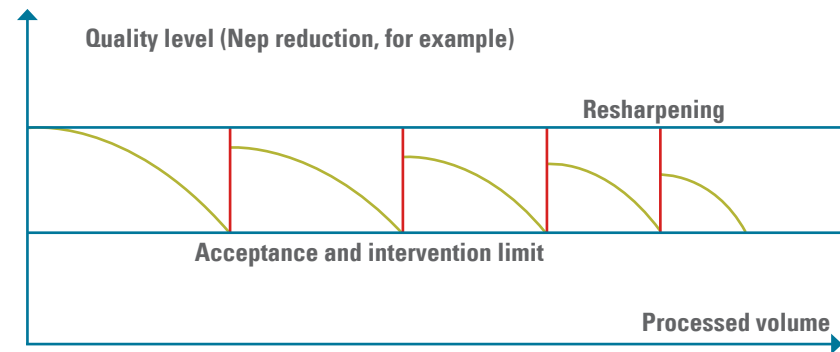 Quality level (Nep reduction, for example)
Resharpening
Acceptance and intervention limit
Processed volume